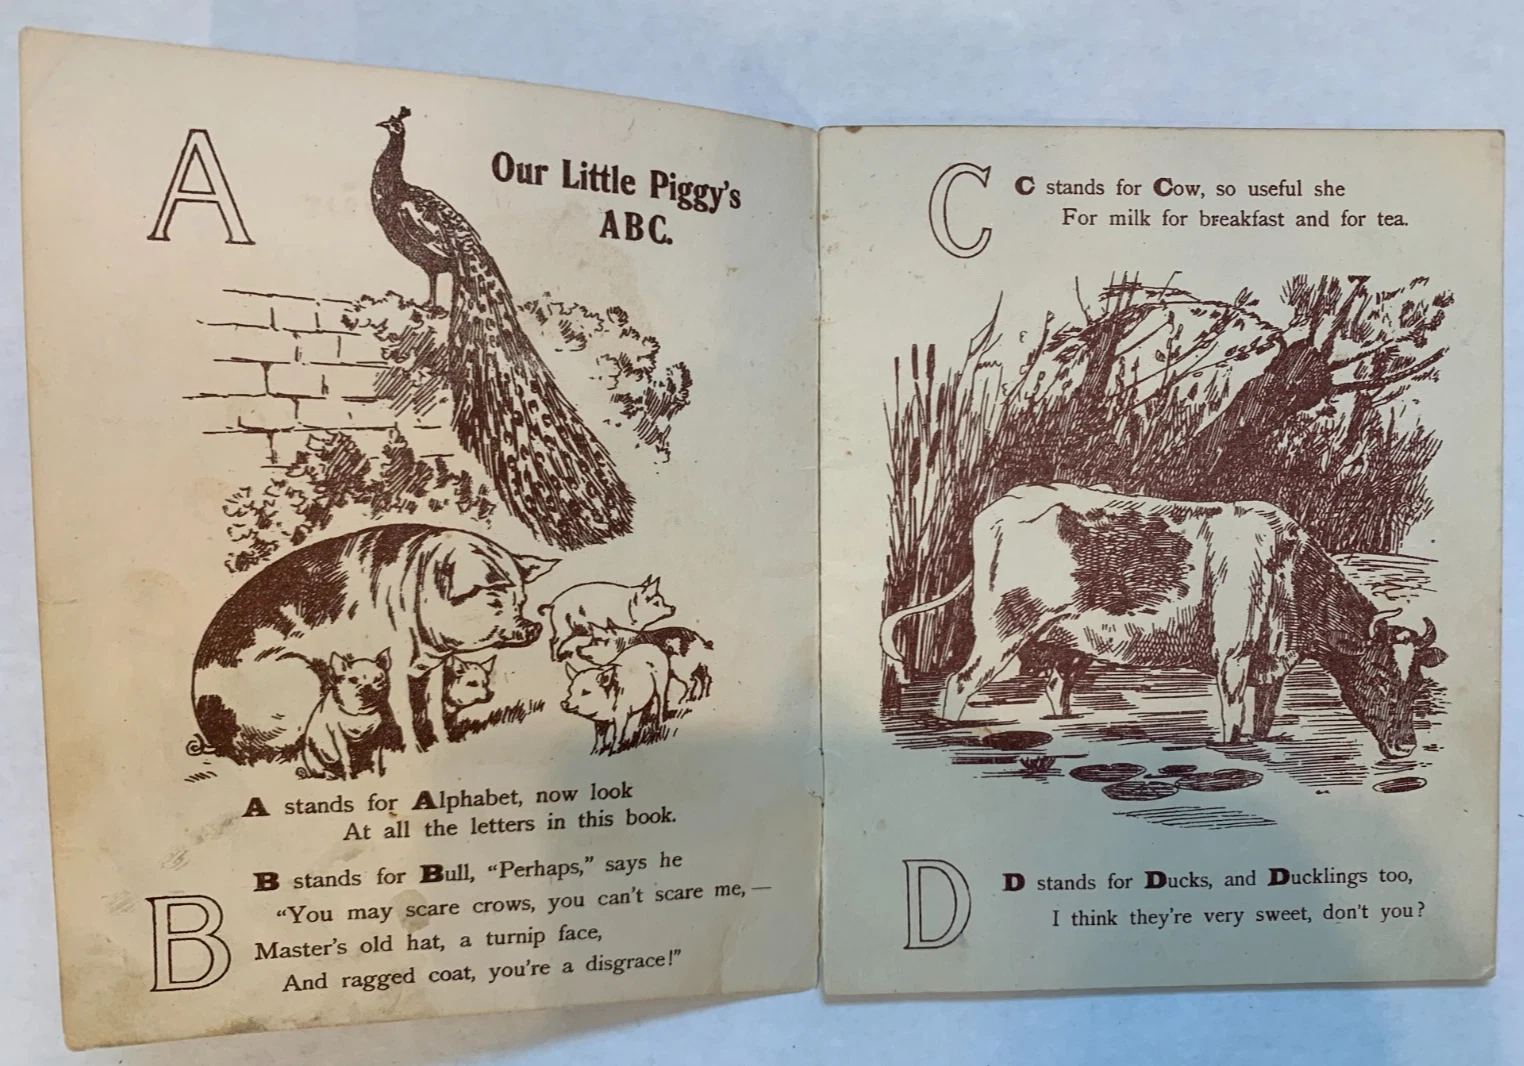 A
Our Little Piggy's
ABC.
A stands for Alphabet, now look
At all the letters in this book.
B
B stands for Bull, “Perhaps,” says he
“You may scare crows, you can't scare me,—
Master's old hat, a turnip face,
And ragged coat, you're a disgrace!”
C
C stands for Cow, so useful she
For milk for breakfast and for tea.
D
D stands for Ducks, and Ducklings too,
I think they're very sweet, don't you?